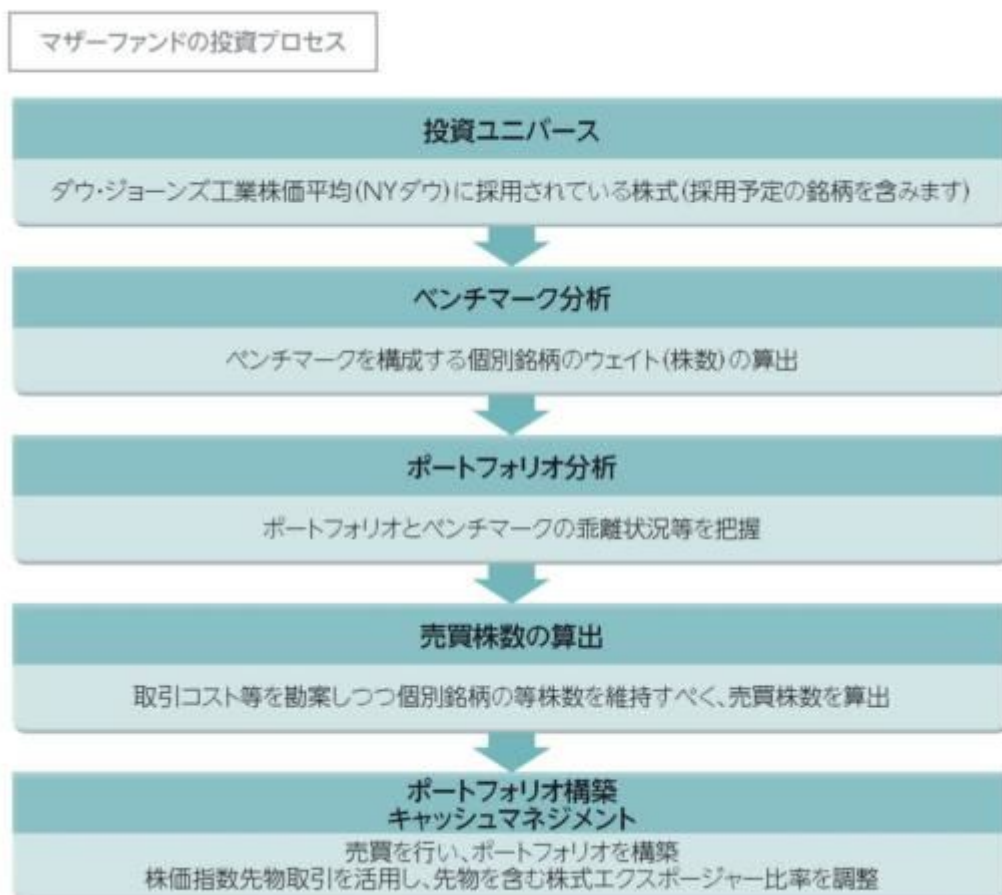 マザーファンドの投資プロセス
投資ユニバース
ダウ・ジョーンズ工業株価平均(NYダウ)に採用されている株式(採用予定の銘柄を含みます)
ベンチマーク分析
ベンチマークを構成する個別銘柄のウェイト(株数)の算出
ポートフォリオ分析
ポートフォリオとベンチマークの乖離状況等を把握
売買株数の算出
取引コスト等を勘案しつつ個別銘柄の等株数を維持すべく、売買株数を算出
ポートフォリオ構築
キャッシュマネジメント
売買を行い、ポートフォリオを構築
株価指数先物取引を活用し、先物を含む株式エクスポージャー比率を調整